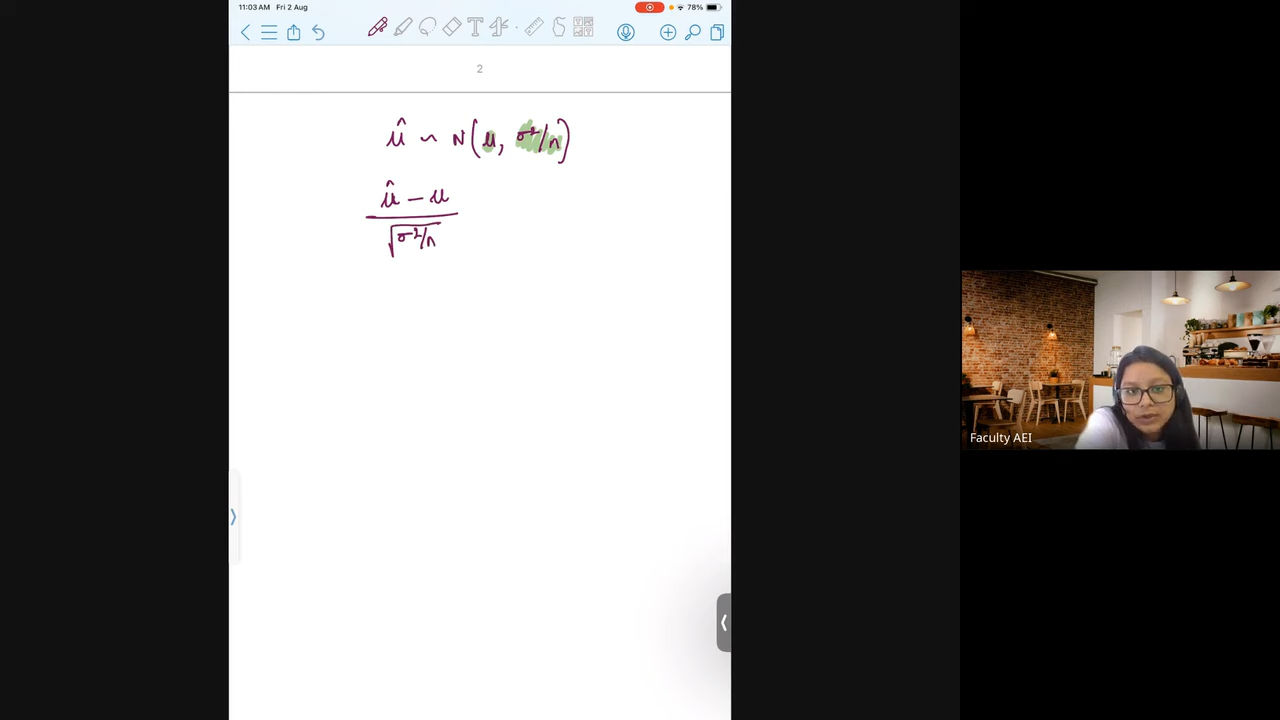 11:03 AM Fri 2 Aug
78%
T
2
μ̂ ~ N(μ, σ²/n)
μ̂ − μ
√σ²/n
Faculty AEI